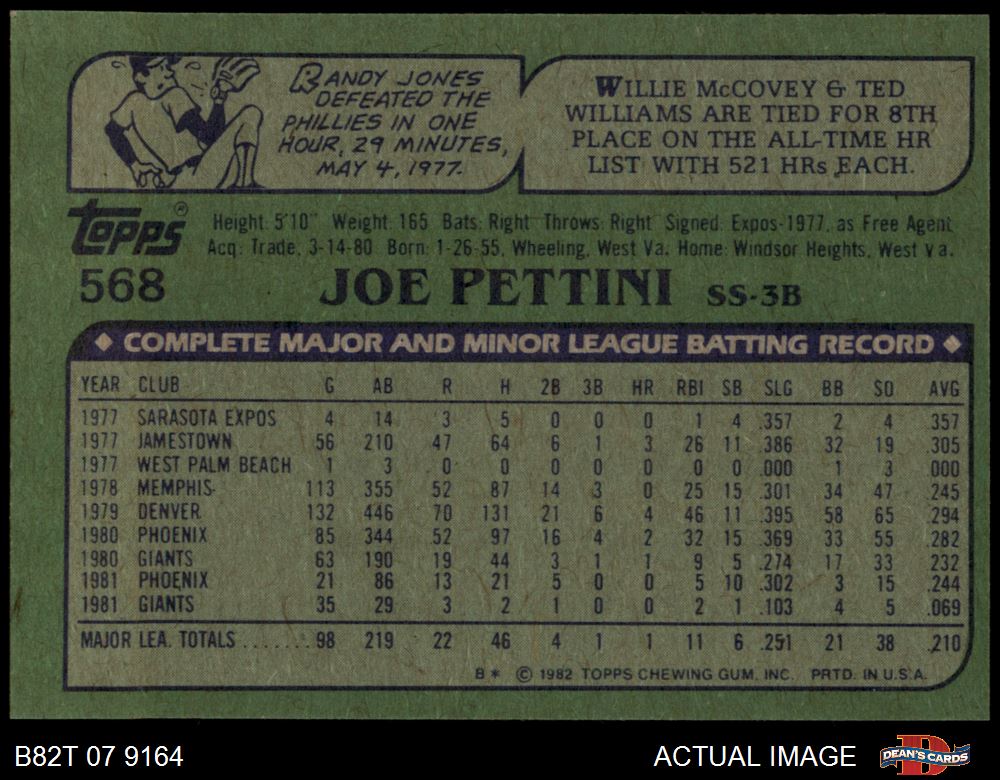 RANDY JONES
DEFEATED THE
PHILLIES IN ONE
HOUR, 29 MINUTES,
MAY 4, 1977.
WILLIE McCOVEY & TED
WILLIAMS ARE TIED FOR 8TH
PLACE ON THE ALL-TIME HR
LIST WITH 521 HRs EACH.
Topps®
568
Height: 5'10" Weight: 165 Bats: Right Throws: Right Signed: Expos-1977, as Free Agent
Acq: Trade, 3-14-80 Born: 1-26-55, Wheeling, West Va. Home: Windsor Heights, West Va.
JOE PETTINI SS-3B
◆ COMPLETE MAJOR AND MINOR LEAGUE BATTING RECORD ◆
YEAR CLUB G AB R H 2B 3B HR RBI SB SLG BB SO AVG
1977 SARASOTA EXPOS 4 14 3 5 0 0 0 1 4 .357 2 4 .357
1977 JAMESTOWN 56 210 47 64 6 1 3 26 11 .386 32 19 .305
1977 WEST PALM BEACH 1 3 0 0 0 0 0 0 0 .000 1 3 .000
1978 MEMPHIS 113 355 52 87 14 3 0 25 15 .301 34 47 .245
1979 DENVER 132 446 70 131 21 6 4 46 11 .395 58 65 .294
1980 PHOENIX 85 344 52 97 16 4 2 32 15 .369 33 55 .282
1980 GIANTS 63 190 19 44 3 1 1 9 5 .274 17 33 .232
1981 PHOENIX 21 86 13 21 5 0 0 5 10 .302 3 15 .244
1981 GIANTS 35 29 3 2 1 0 0 2 1 .103 4 5 .069
MAJOR LEA. TOTALS ....... 98 219 22 46 4 1 1 11 6 .251 21 38 .210
B* © 1982 TOPPS CHEWING GUM, INC. PRTD. IN U.S.A.
B82T 07 9164
ACTUAL IMAGE
DEAN'S CARDS